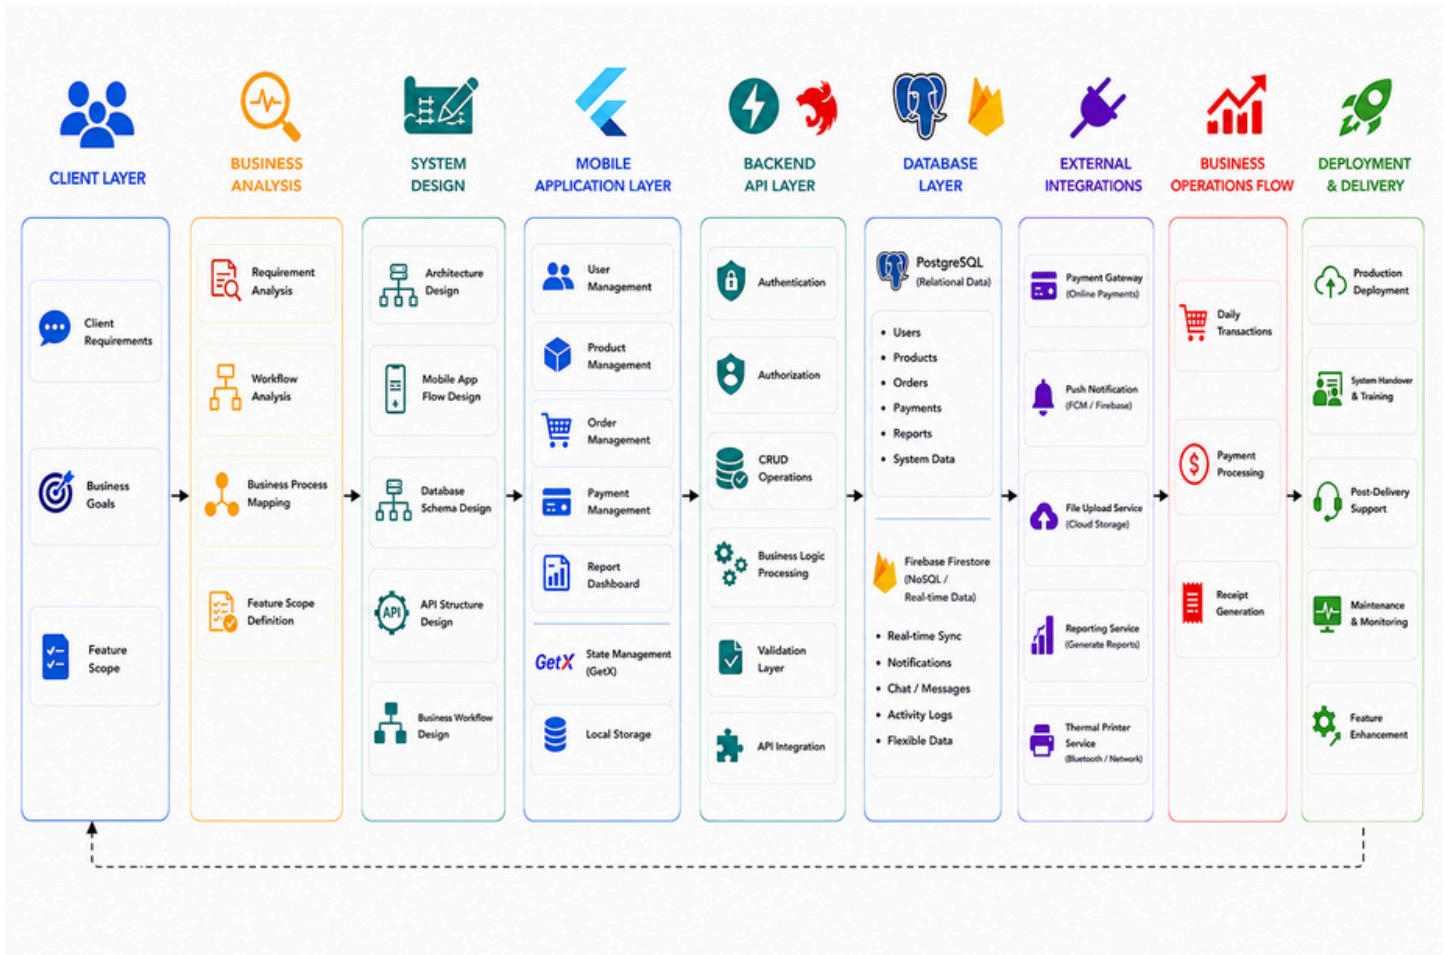 CLIENT LAYER
Client
Requirements
Business
Goals
Feature
Scope
BUSINESS
ANALYSIS
Requirement
Analysis
Workflow
Analysis
Business Process
Mapping
Feature Scope
Definition
SYSTEM
DESIGN
Architecture
Design
Mobile App
Flow Design
Database
Schema Design
API
API Structure
Design
Business Workflow
Design
MOBILE
APPLICATION LAYER
User
Management
Product
Management
Order
Management
Payment
Management
Report
Dashboard
GetX
State Management
(GetX)
Local Storage
BACKEND
API LAYER
Authentication
Authorization
CRUD
Operations
Business Logic
Processing
Validation
Layer
API Integration
DATABASE
LAYER
PostgreSQL
(Relational Data)
• Users
• Products
• Orders
• Payments
• Reports
• System Data
Firebase Firestore
(NoSQL /
Real-time Data)
• Real-time Sync
• Notifications
• Chat / Messages
• Activity Logs
• Flexible Data
EXTERNAL
INTEGRATIONS
Payment Gateway
(Online Payments)
Push Notification
(FCM / Firebase)
File Upload Service
(Cloud Storage)
Reporting Service
(Generate Reports)
Thermal Printer
Service
(Bluetooth / Network)
BUSINESS
OPERATIONS FLOW
Daily
Transactions
$
Payment
Processing
Receipt
Generation
DEPLOYMENT
& DELIVERY
Production
Deployment
System Handover
& Training
Post-Delivery
Support
Maintenance
& Monitoring
Feature
Enhancement